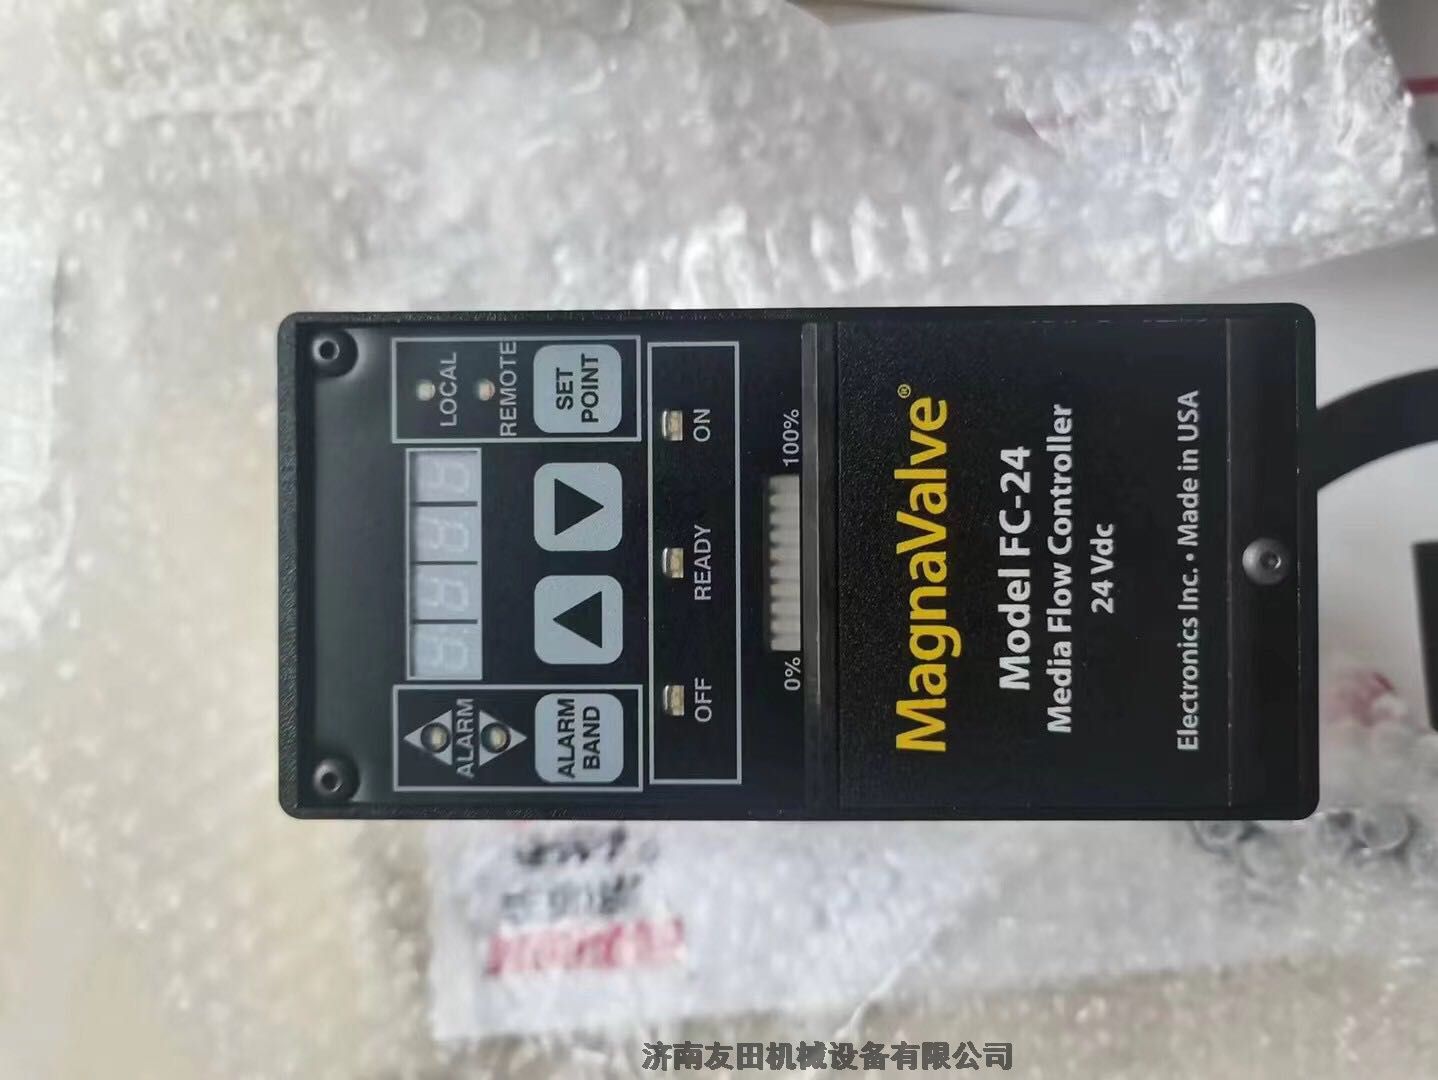 ALARM
ALARM
BAND
LOCAL
REMOTE
SET
POINT
OFF
READY
ON
0%
100%
MagnaValve®
Model FC-24
Media Flow Controller
24 Vdc
Electronics Inc. • Made in USA
济南友田机械设备有限公司